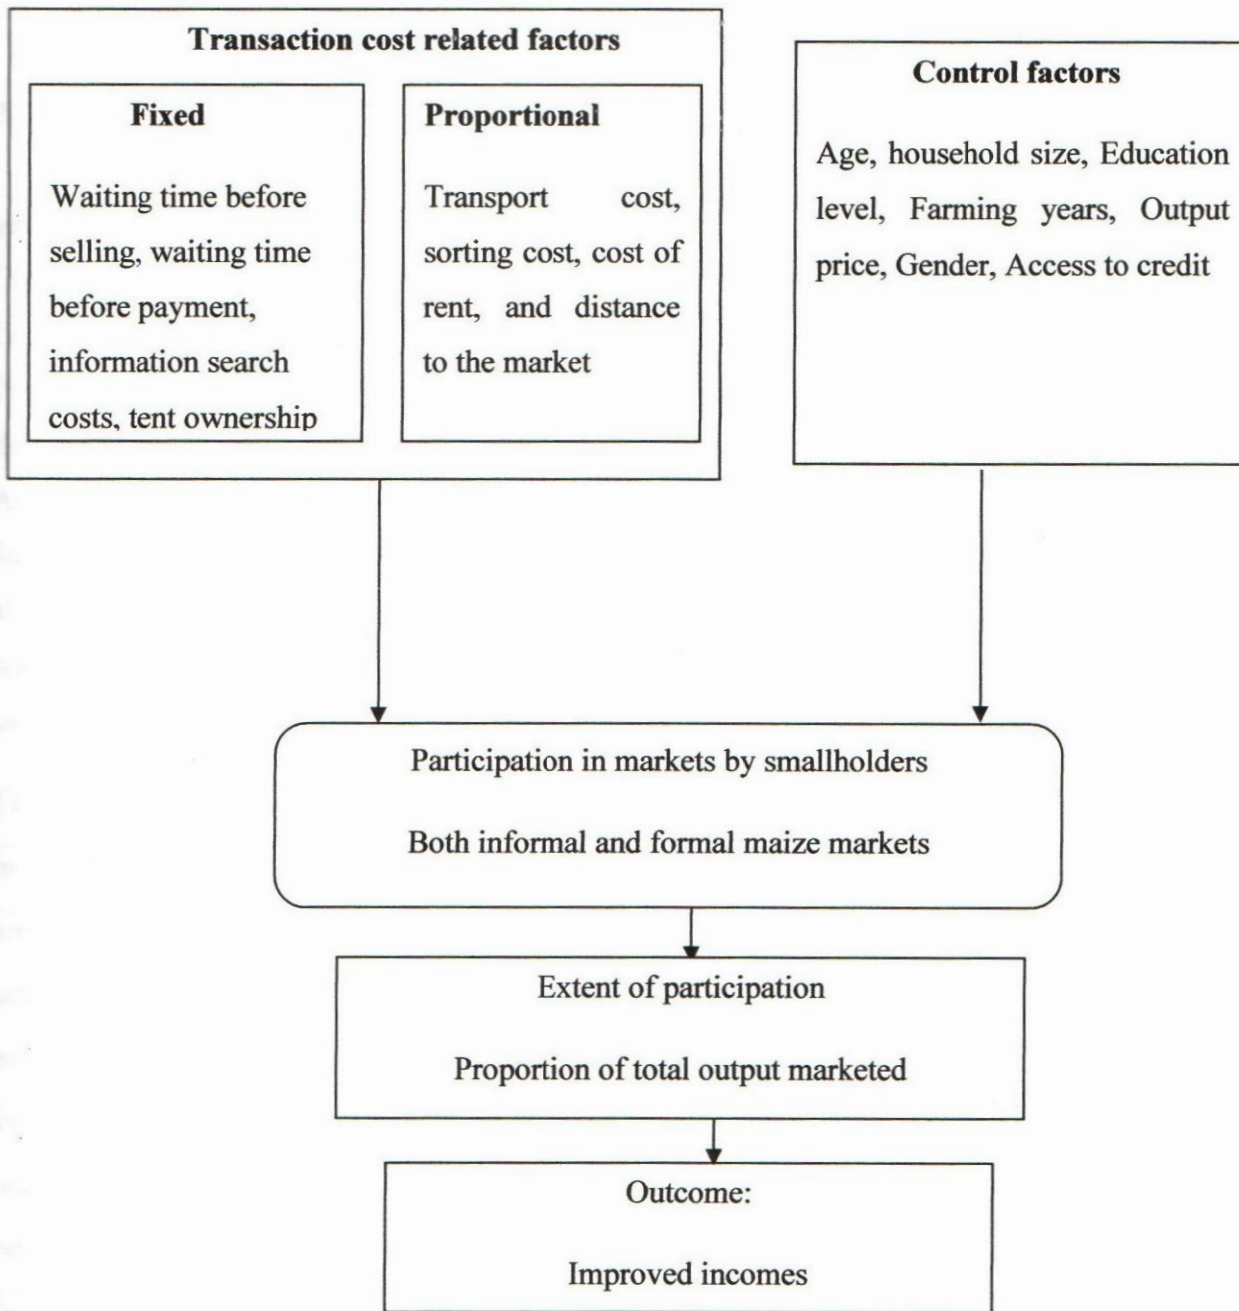 Transaction cost related factors
Fixed
Waiting time before
selling, waiting time
before payment,
information search
costs, tent ownership
Proportional
Transport cost,
sorting cost, cost of
rent, and distance
to the market
Control factors
Age, household size, Education
level, Farming years, Output
price, Gender, Access to credit
Participation in markets by smallholders
Both informal and formal maize markets
Extent of participation
Proportion of total output marketed
Outcome:
Improved incomes